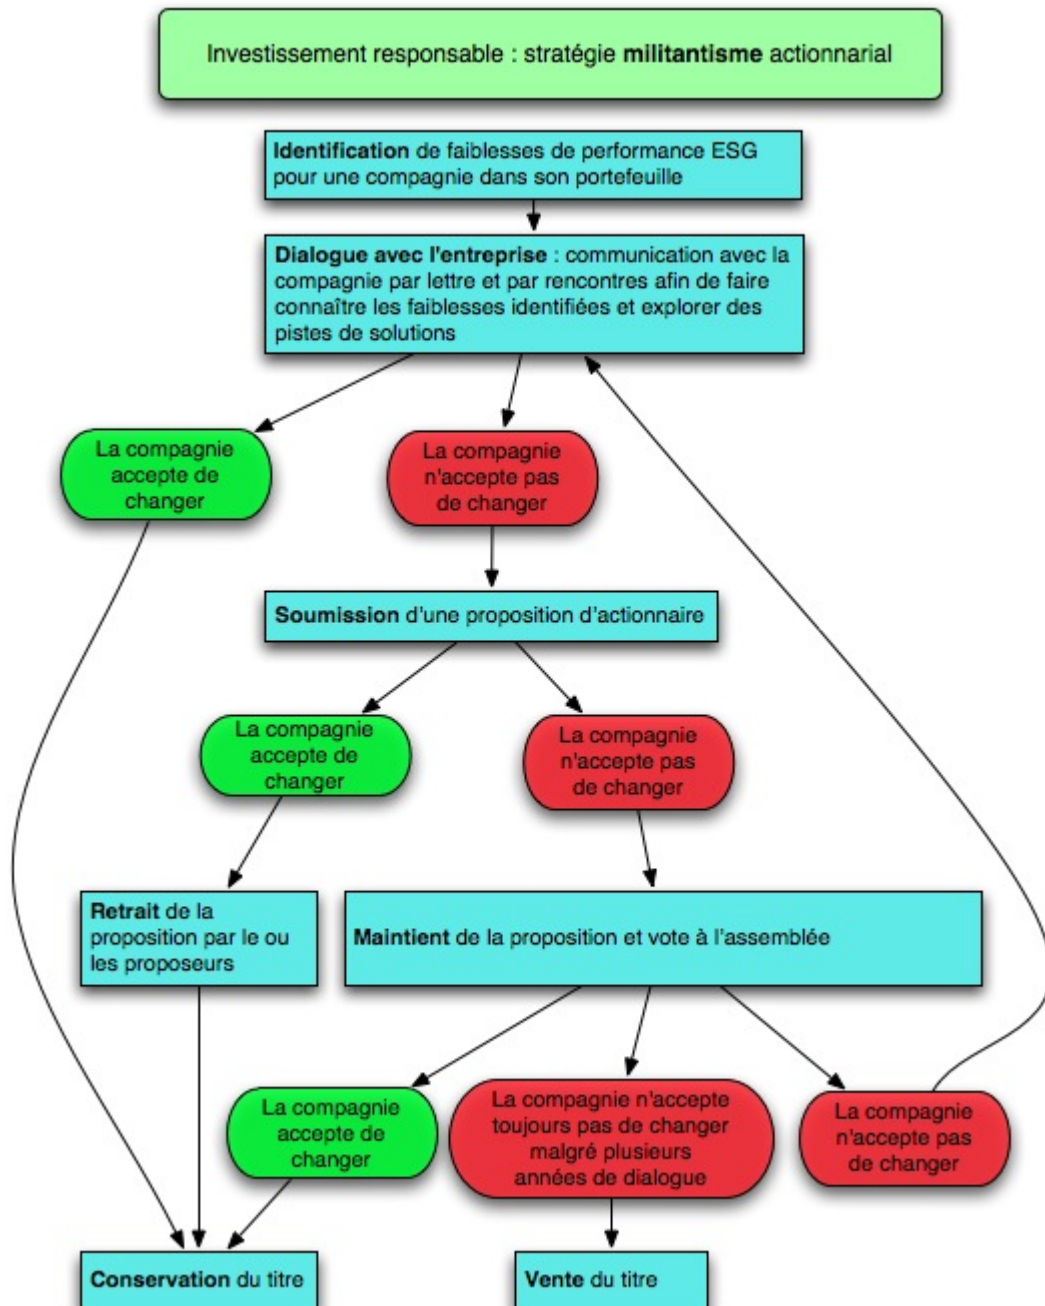 Investissement responsable : stratégie militantisme actionnarial
Identification de faiblesses de performance ESG
pour une compagnie dans son portefeuille
Dialogue avec l'entreprise : communication avec la
compagnie par lettre et par rencontres afin de faire
connaître les faiblesses identifiées et explorer des
pistes de solutions
La compagnie
accepte de
changer
La compagnie
n'accepte pas
de changer
Soumission d'une proposition d'actionnaire
La compagnie
accepte de
changer
La compagnie
n'accepte pas
de changer
Retrait de la
proposition par le ou
les proposeurs
Maintient de la proposition et vote à l'assemblée
La compagnie
accepte de
changer
La compagnie n'accepte
toujours pas de changer
malgré plusieurs
années de dialogue
La compagnie
n'accepte pas
de changer
Conservation du titre
Vente du titre